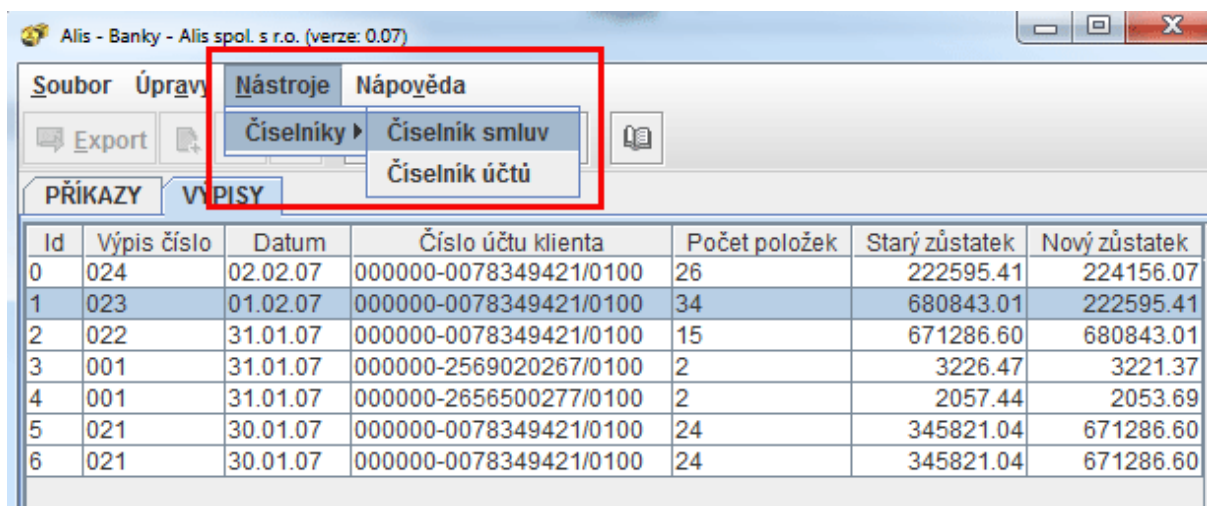 Alis - Banky - Alis spol. s r.o. (verze: 0.07)
Soubor Úpravy Nástroje Nápověda
Export Číselníky Číselník smluv
Číselník účtů
PŘÍKAZY VÝPISY
Id Výpis číslo Datum Číslo účtu klienta Počet položek Starý zůstatek Nový zůstatek
0 024 02.02.07 000000-0078349421/0100 26 222595.41 224156.07
1 023 01.02.07 000000-0078349421/0100 34 680843.01 222595.41
2 022 31.01.07 000000-0078349421/0100 15 671286.60 680843.01
3 001 31.01.07 000000-2569020267/0100 2 3226.47 3221.37
4 001 31.01.07 000000-2656500277/0100 2 2057.44 2053.69
5 021 30.01.07 000000-0078349421/0100 24 345821.04 671286.60
6 021 30.01.07 000000-0078349421/0100 24 345821.04 671286.60